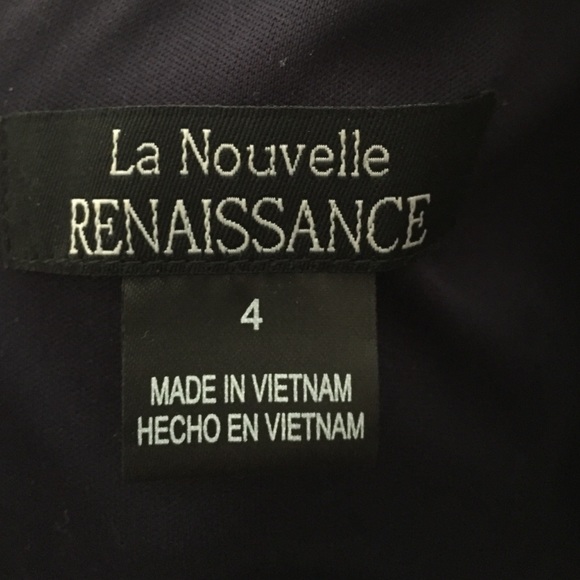 La Nouvelle
RENAISSANCE
4
MADE IN VIETNAM
HECHO EN VIETNAM